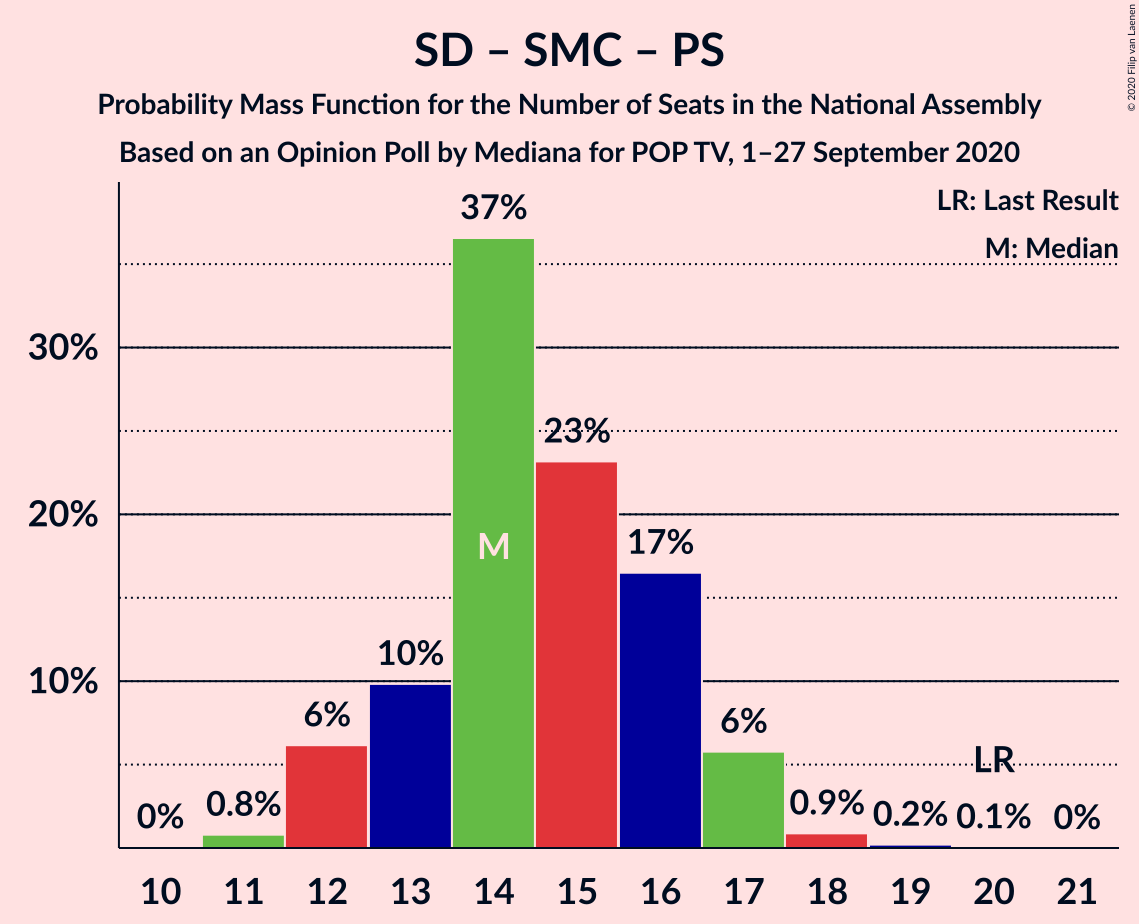 SD – SMC – PS
Probability Mass Function for the Number of Seats in the National Assembly
Based on an Opinion Poll by Mediana for POP TV, 1–27 September 2020
© 2020 Filip van Laenen
LR: Last Result
M: Median
37%
30%
23%
20%
17%
M
10%
10%
6%
6%
LR
0% 0.8% 0.9% 0.2% 0.1% 0%
10 11 12 13 14 15 16 17 18 19 20 21